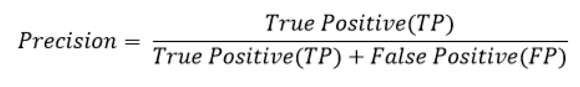 Precision = True Positive(TP) / True Positive(TP) + False Positive(FP)